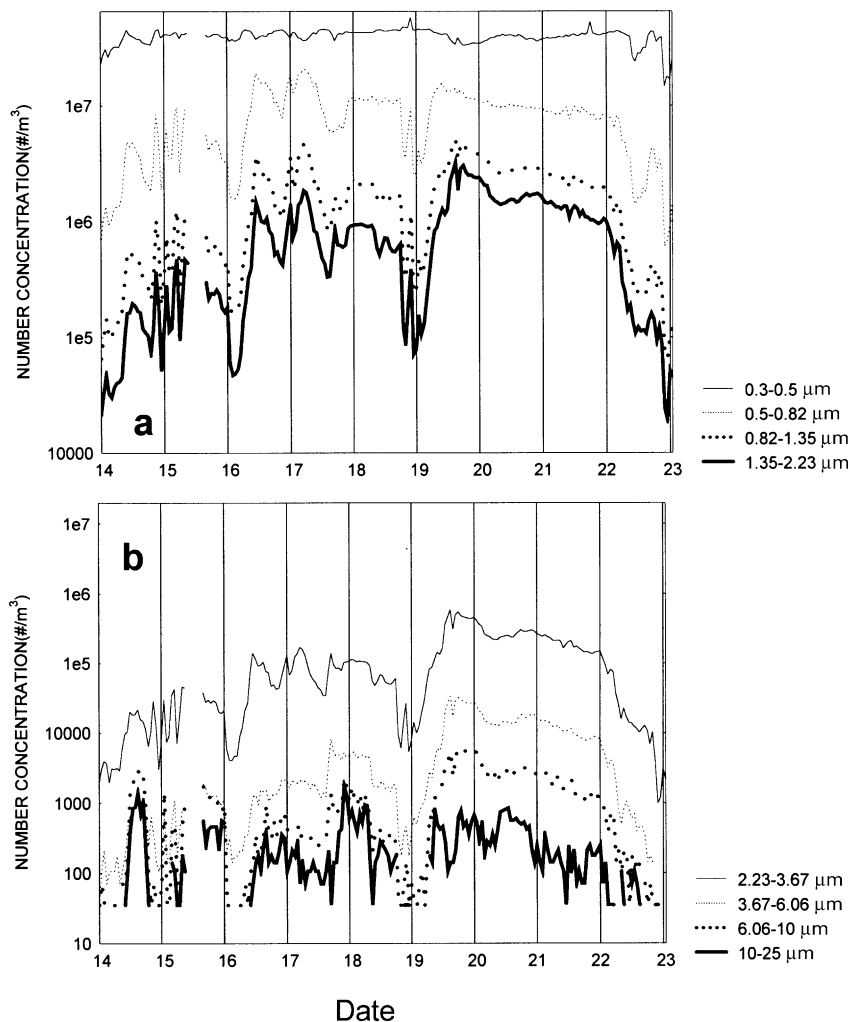 NUMBER CONCENTRATION(#/m³)
1e7
1e6
1e5
10000
a
14 15 16 17 18 19 20 21 22 23
0.3-0.5 μm
0.5-0.82 μm
0.82-1.35 μm
1.35-2.23 μm
NUMBER CONCENTRATION(#/m³)
b
1e7
1e6
1e5
10000
1000
100
10
14 15 16 17 18 19 20 21 22 23
2.23-3.67 μm
3.67-6.06 μm
6.06-10 μm
10-25 μm
Date